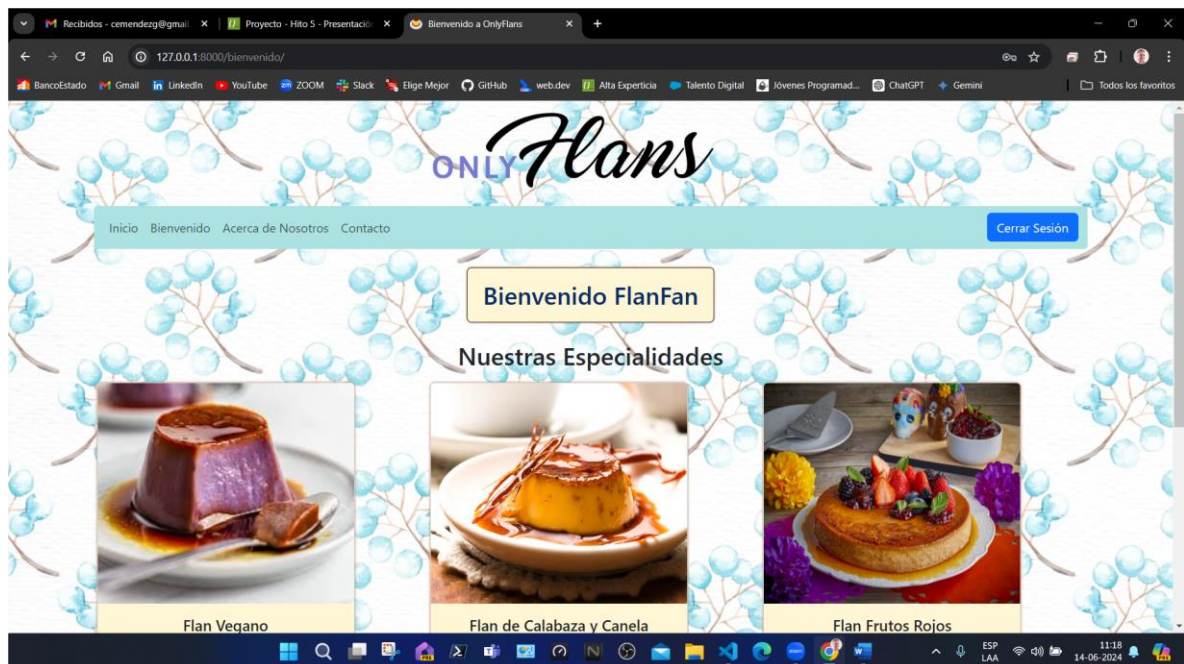 Recibidos - cemendezg@gmail.
Proyecto - Hito 5 - Presentació
Bienvenido a OnlyFlans
127.0.0.1:8000/bienvenido/
BancoEstado Gmail LinkedIn YouTube ZOOM Slack Elige Mejor GitHub web.dev Alta Experticia Talento Digital Jóvenes Programad... ChatGPT Gemini Todos los favoritos
ONLY Flans
Inicio Bienvenido Acerca de Nosotros Contacto Cerrar Sesión
Bienvenido FlanFan
Nuestras Especialidades
Flan Vegano Flan de Calabaza y Canela Flan Frutos Rojos
ESP 11:18
LAA 14-06-2024